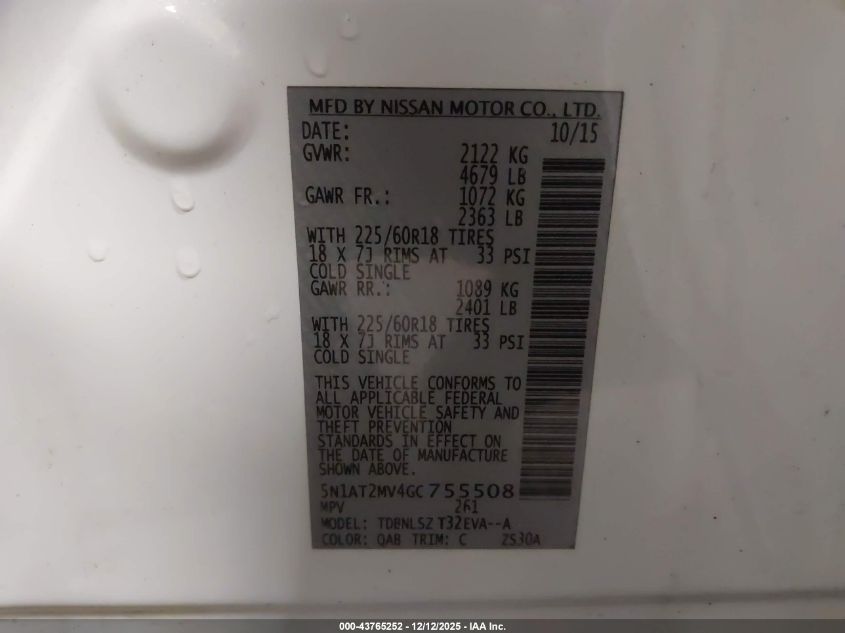 MFD BY NISSAN MOTOR CO., LTD.
DATE: 10/15
GVWR: 2122 KG
4679 LB
GAWR FR.: 1072 KG
2363 LB
WITH 225/60R18 TIRES
18 X 7J RIMS AT 33 PSI
COLD SINGLE
GAWR RR.: 1089 KG
2401 LB
WITH 225/60R18 TIRES
18 X 7J RIMS AT 33 PSI
COLD SINGLE
THIS VEHICLE CONFORMS TO
ALL APPLICABLE FEDERAL
MOTOR VEHICLE SAFETY AND
THEFT PREVENTION
STANDARDS IN EFFECT ON
THE DATE OF MANUFACTURE
SHOWN ABOVE.
5N1AT2MV4GC755508
MPV 261
MODEL: TDBNLSZ T32EVA--A
COLOR: QAB TRIM: C 2S30A
000-43765252 - 12/12/2025 - IAA Inc.